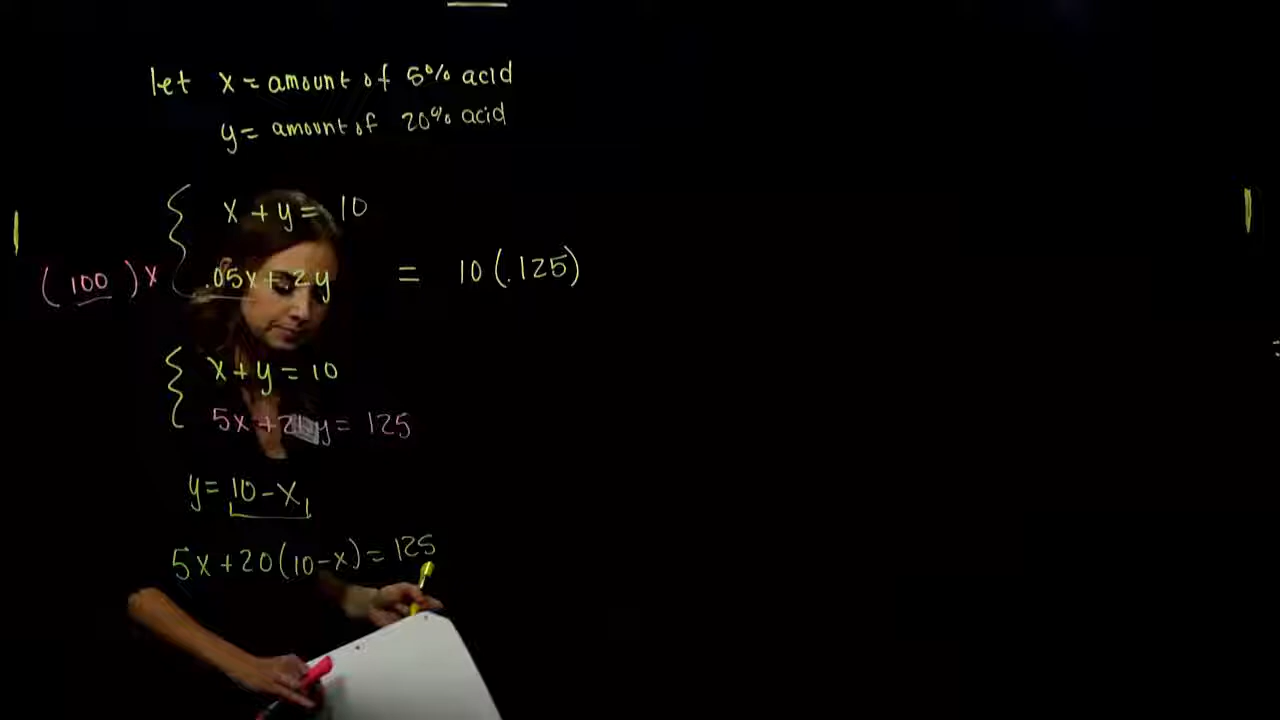 let x = amount of 5% acid
y = amount of 20% acid
x + y = 10
(100) x .05x + .2y = 10(.125)
x + y = 10
5x + 20y = 125
y = 10 - x
5x + 20(10 - x) = 125